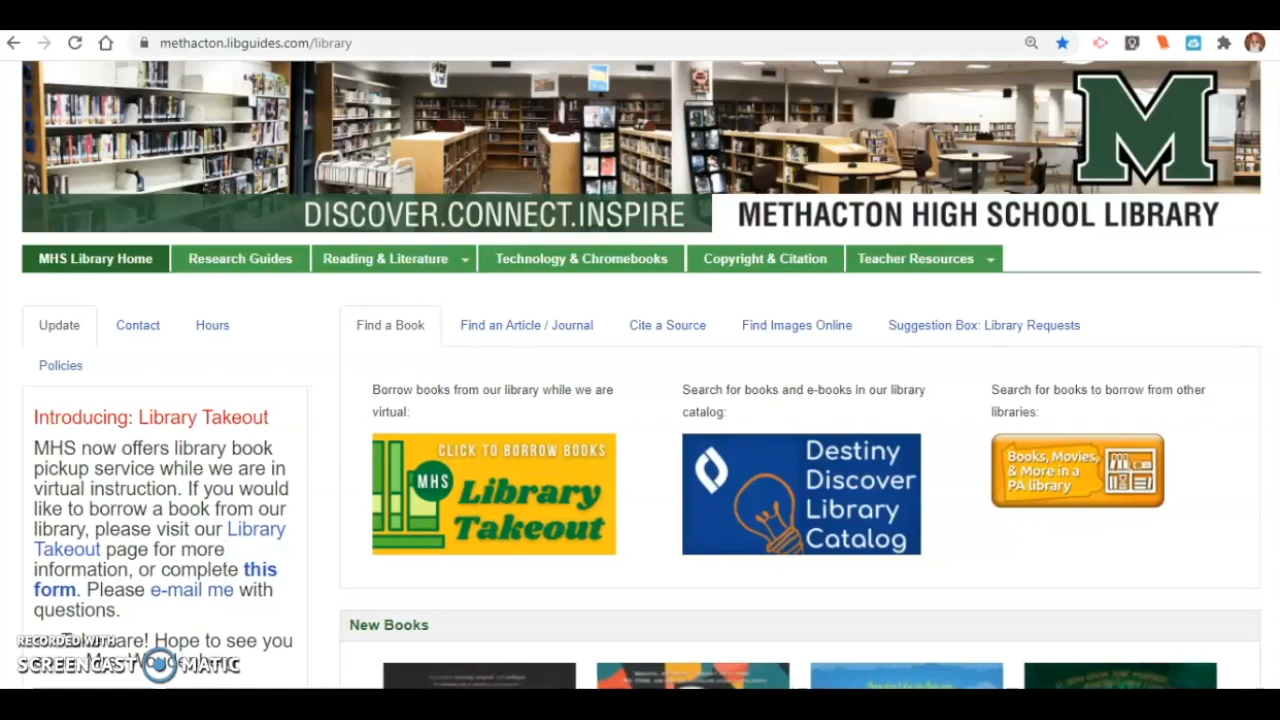 methacton.libguides.com/library
M
DISCOVER.CONNECT.INSPIRE
METHACTON HIGH SCHOOL LIBRARY
MHS Library Home
Research Guides
Reading & Literature
Technology & Chromebooks
Copyright & Citation
Teacher Resources
Update
Contact
Hours
Policies
Introducing: Library Takeout
MHS now offers library book
pickup service while we are in
virtual instruction. If you would
like to borrow a book from our
library, please visit our Library
Takeout page for more
information, or complete this
form. Please e-mail me with
questions.
care! Hope to see you
Find a Book
Find an Article / Journal
Cite a Source
Find Images Online
Suggestion Box: Library Requests
Borrow books from our library while we are
virtual:
CLICK TO BORROW BOOKS
MHS
Library
Takeout
Search for books and e-books in our library
catalog:
Destiny
Discover
Library
Catalog
Search for books to borrow from other
libraries:
Books, Movies,
& More in a
PA library
New Books
RECORDED WITH
SCREENCAST MATIC